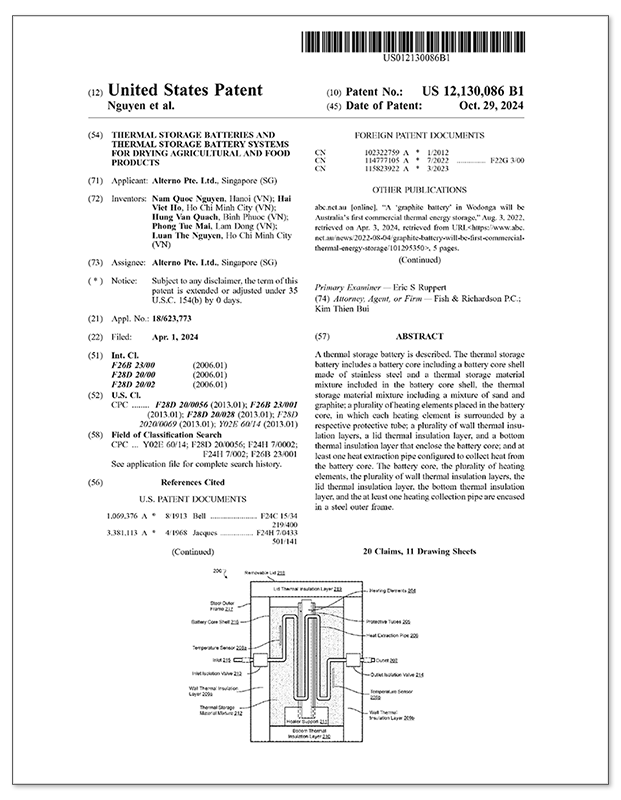 US012130086B1
(12) United States Patent
Nguyen et al.
(10) Patent No.: US 12,130,086 B1
(45) Date of Patent: Oct. 29, 2024
(54) THERMAL STORAGE BATTERIES AND
THERMAL STORAGE BATTERY SYSTEMS
FOR DRYING AGRICULTURAL AND FOOD
PRODUCTS
(71) Applicant: Alterno Pte. Ltd., Singapore (SG)
(72) Inventors: Nam Quoc Nguyen, Hanoi (VN); Hai
Viet Ho, Ho Chi Minh City (VN);
Hung Van Quach, Binh Phuoc (VN);
Phong Tue Mai, Lam Dong (VN);
Luan The Nguyen, Ho Chi Minh City
(VN)
(73) Assignee: Alterno Pte. Ltd., Singapore (SG)
( * ) Notice: Subject to any disclaimer, the term of this
patent is extended or adjusted under 35
U.S.C. 154(b) by 0 days.
(21) Appl. No.: 18/623,773
(22) Filed: Apr. 1, 2024
(51) Int. Cl.
F26B 23/00 (2006.01)
F28D 20/00 (2006.01)
F28D 20/02 (2006.01)
(52) U.S. Cl.
CPC ........ F28D 20/0056 (2013.01); F26B 23/001
(2013.01); F28D 20/028 (2013.01); F28D
2020/0069 (2013.01); Y02E 60/14 (2013.01)
(58) Field of Classification Search
CPC ... Y02E 60/14; F28D 20/0056; F24H 7/0002;
F24H 7/002; F26B 23/001
See application file for complete search history.
(56) References Cited
U.S. PATENT DOCUMENTS
1,069,376 A * 8/1913 Bell ..................... F24C 15/34
219/400
3,381,113 A * 4/1968 Jacques ............... F24H 7/0433
501/141
(Continued)
FOREIGN PATENT DOCUMENTS
CN 102322759 A * 1/2012
CN 114777105 A * 7/2022 ............. F22G 3/00
CN 115823922 A * 3/2023
OTHER PUBLICATIONS
abc.net.au [online], "A 'graphite battery' in Wodonga will be
Australia's first commercial thermal energy storage," Aug. 3, 2022,
retrieved on Apr. 3, 2024, retrieved from URL<https://www.abc.
net.au/news/2022-08-04/graphite-battery-will-be-first-commercial-
thermal-energy-storage/101295350>, 5 pages.
(Continued)
Primary Examiner — Eric S Ruppert
(74) Attorney, Agent, or Firm — Fish & Richardson P.C.;
Kim Thien Bui
(57) ABSTRACT
A thermal storage battery is described. The thermal storage
battery includes a battery core including a battery core shell
made of stainless steel and a thermal storage material
mixture included in the battery core shell, the thermal
storage material mixture including a mixture of sand and
graphite; a plurality of heating elements placed in the battery
core, in which each heating element is surrounded by a
respective protective tube; a plurality of wall thermal insu-
lation layers, a lid thermal insulation layer, and a bottom
thermal insulation layer that enclose the battery core; and at
least one heat extraction pipe configured to collect heat from
the battery core. The battery core, the plurality of heating
elements, the plurality of wall thermal insulation layers, the
lid thermal insulation layer, the bottom thermal insulation
layer, and the at least one heating collection pipe are encased
in a steel outer frame.
20 Claims, 11 Drawing Sheets
Removable Lid
Lid Thermal Insulation Layer
Steel Outer
Frame
Battery Core Shell
Temperature Sensor
Inlet
Inlet Isolation Valve
Wall Thermal Insulation
Layer
Thermal Storage
Material Mixture 212
Heating Elements
Protective Tubes
Heat Extraction Pipe
Outlet
Outlet Isolation Valve
Temperature Sensor
Wall Thermal
Insulation Layer
Heater Support
Bottom Thermal
Insulation Layer